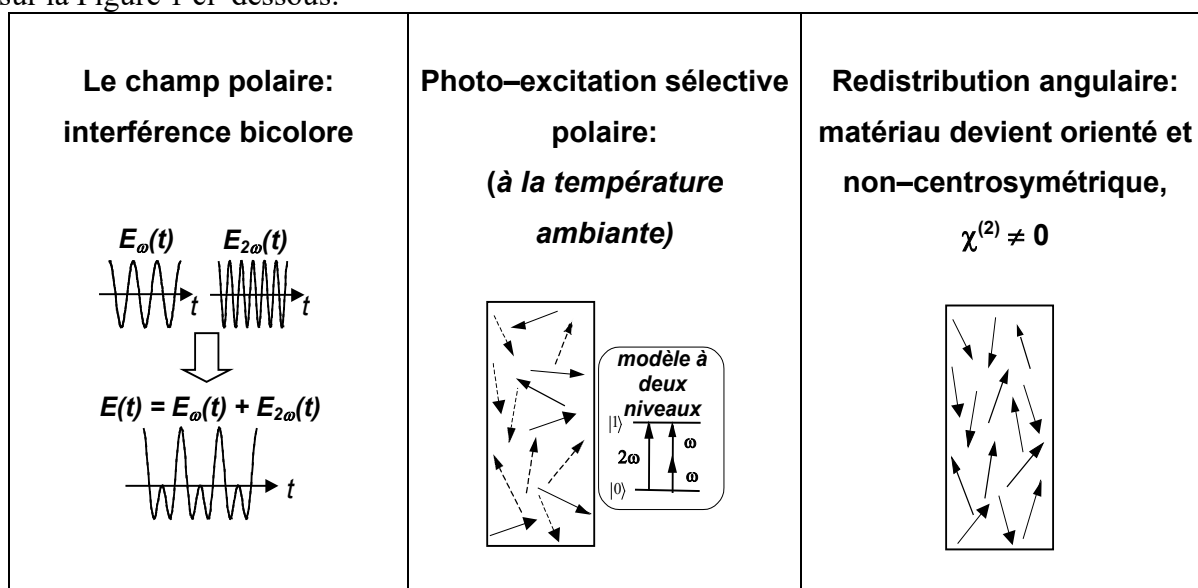 sur la Figure 1 ci-dessous.
Le champ polaire:
interférence bicolore
Eω(t) E2ω(t)
t t
E(t) = Eω(t) + E2ω(t)
t
Photo–excitation sélective
polaire:
(à la température
ambiante)
modèle à
deux
niveaux
|1⟩
2ω ω
ω
|0⟩
Redistribution angulaire:
matériau devient orienté et
non–centrosymétrique,
χ(2) ≠ 0